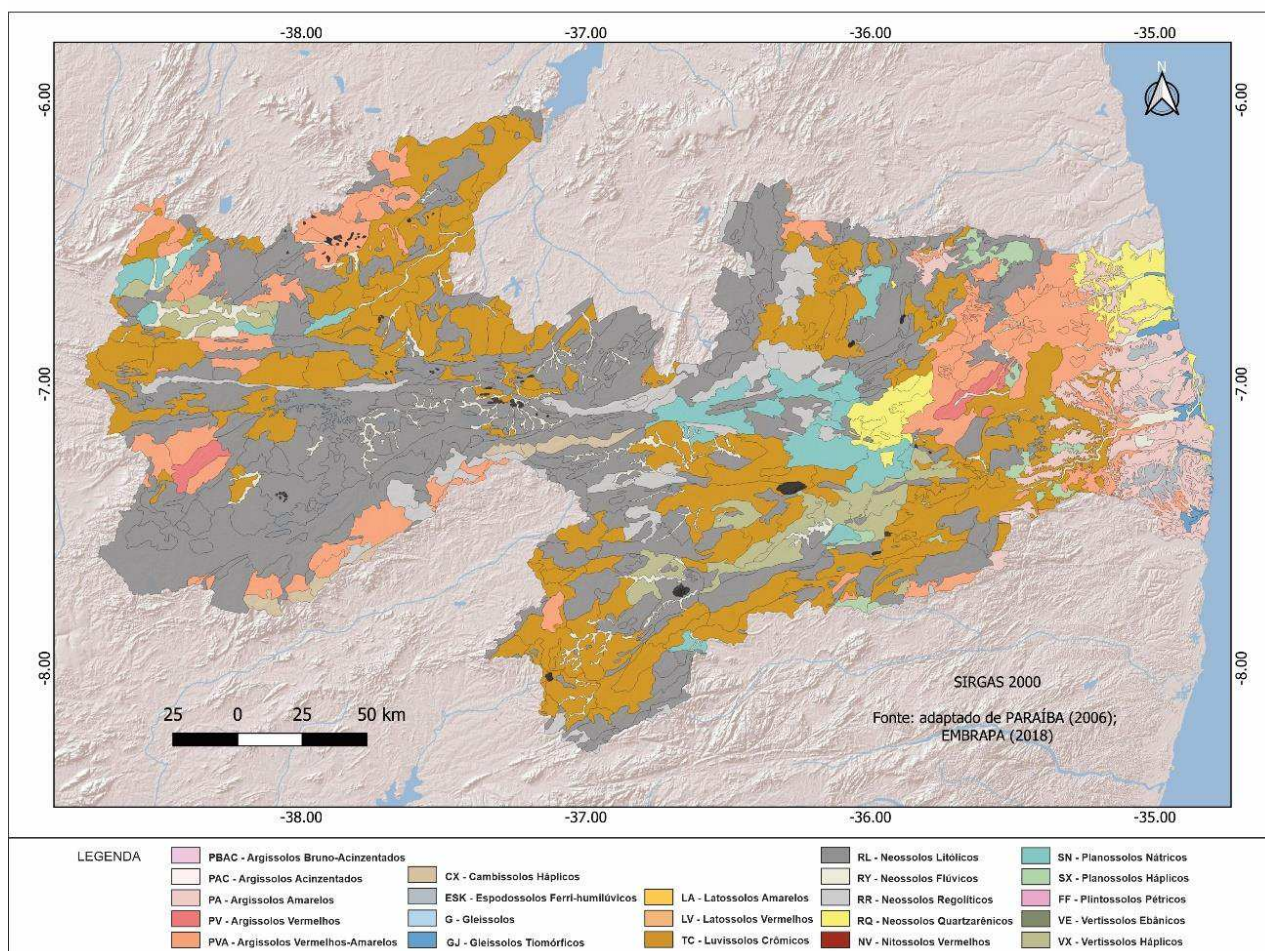 -38.00 -37.00 -36.00 -35.00
-6.00 -6.00
N
-7.00 -7.00
-8.00 -8.00
SIRGAS 2000
25 0 25 50 km
Fonte: adaptado de PARAÍBA (2006);
EMBRAPA (2018)
-38.00 -37.00 -36.00 -35.00
LEGENDA
PBAC - Argissolos Bruno-Acinzentados
PAC - Argissolos Acinzentados
PA - Argissolos Amarelos
PV - Argissolos Vermelhos
PVA - Argissolos Vermelhos-Amarelos
CX - Cambissolos Háplicos
ESK - Espodossolos Ferri-humilúvicos
G - Gleissolos
GJ - Gleissolos Tiomórficos
LA - Latossolos Amarelos
LV - Latossolos Vermelhos
TC - Luvissolos Crômicos
RL - Neossolos Litólicos
RY - Neossolos Flúvicos
RR - Neossolos Regolíticos
RQ - Neossolos Quartzarênicos
NV - Nitossolos Vermelhos
SN - Planossolos Nátricos
SX - Planossolos Háplicos
FF - Plintossolos Pétricos
VE - Vertissolos Ebânicos
VX - Vertissolos Háplicos